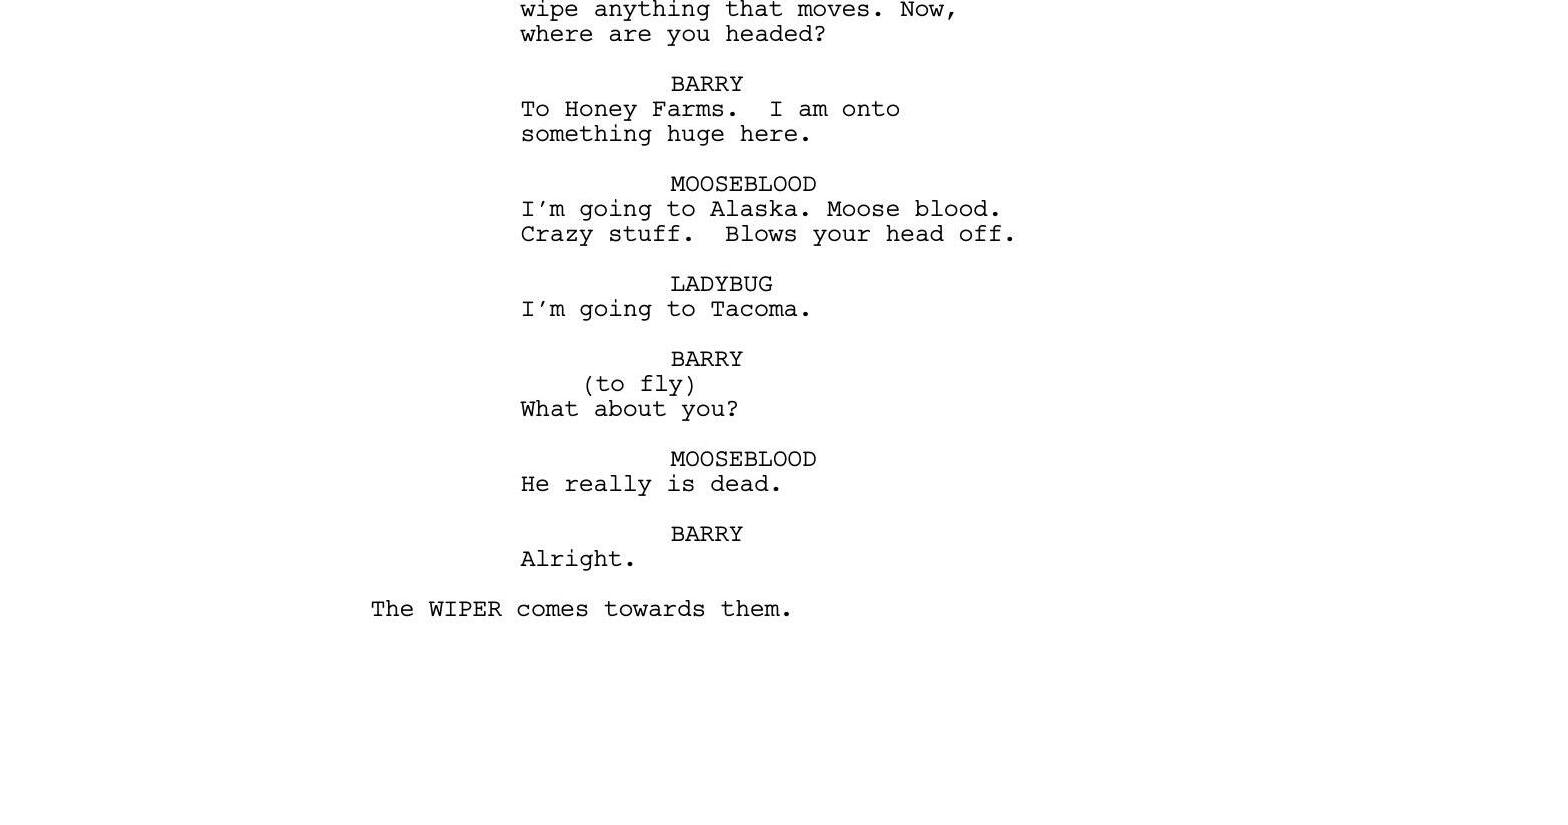 wipe anything that moves. Now,
where are you headed?
BARRY
To Honey Farms.  I am onto
something huge here.
MOOSEBLOOD
I’m going to Alaska. Moose blood.
Crazy stuff.  Blows your head off.
LADYBUG
I’m going to Tacoma.
BARRY
(to fly)
What about you?
MOOSEBLOOD
He really is dead.
BARRY
Alright.
The WIPER comes towards them.